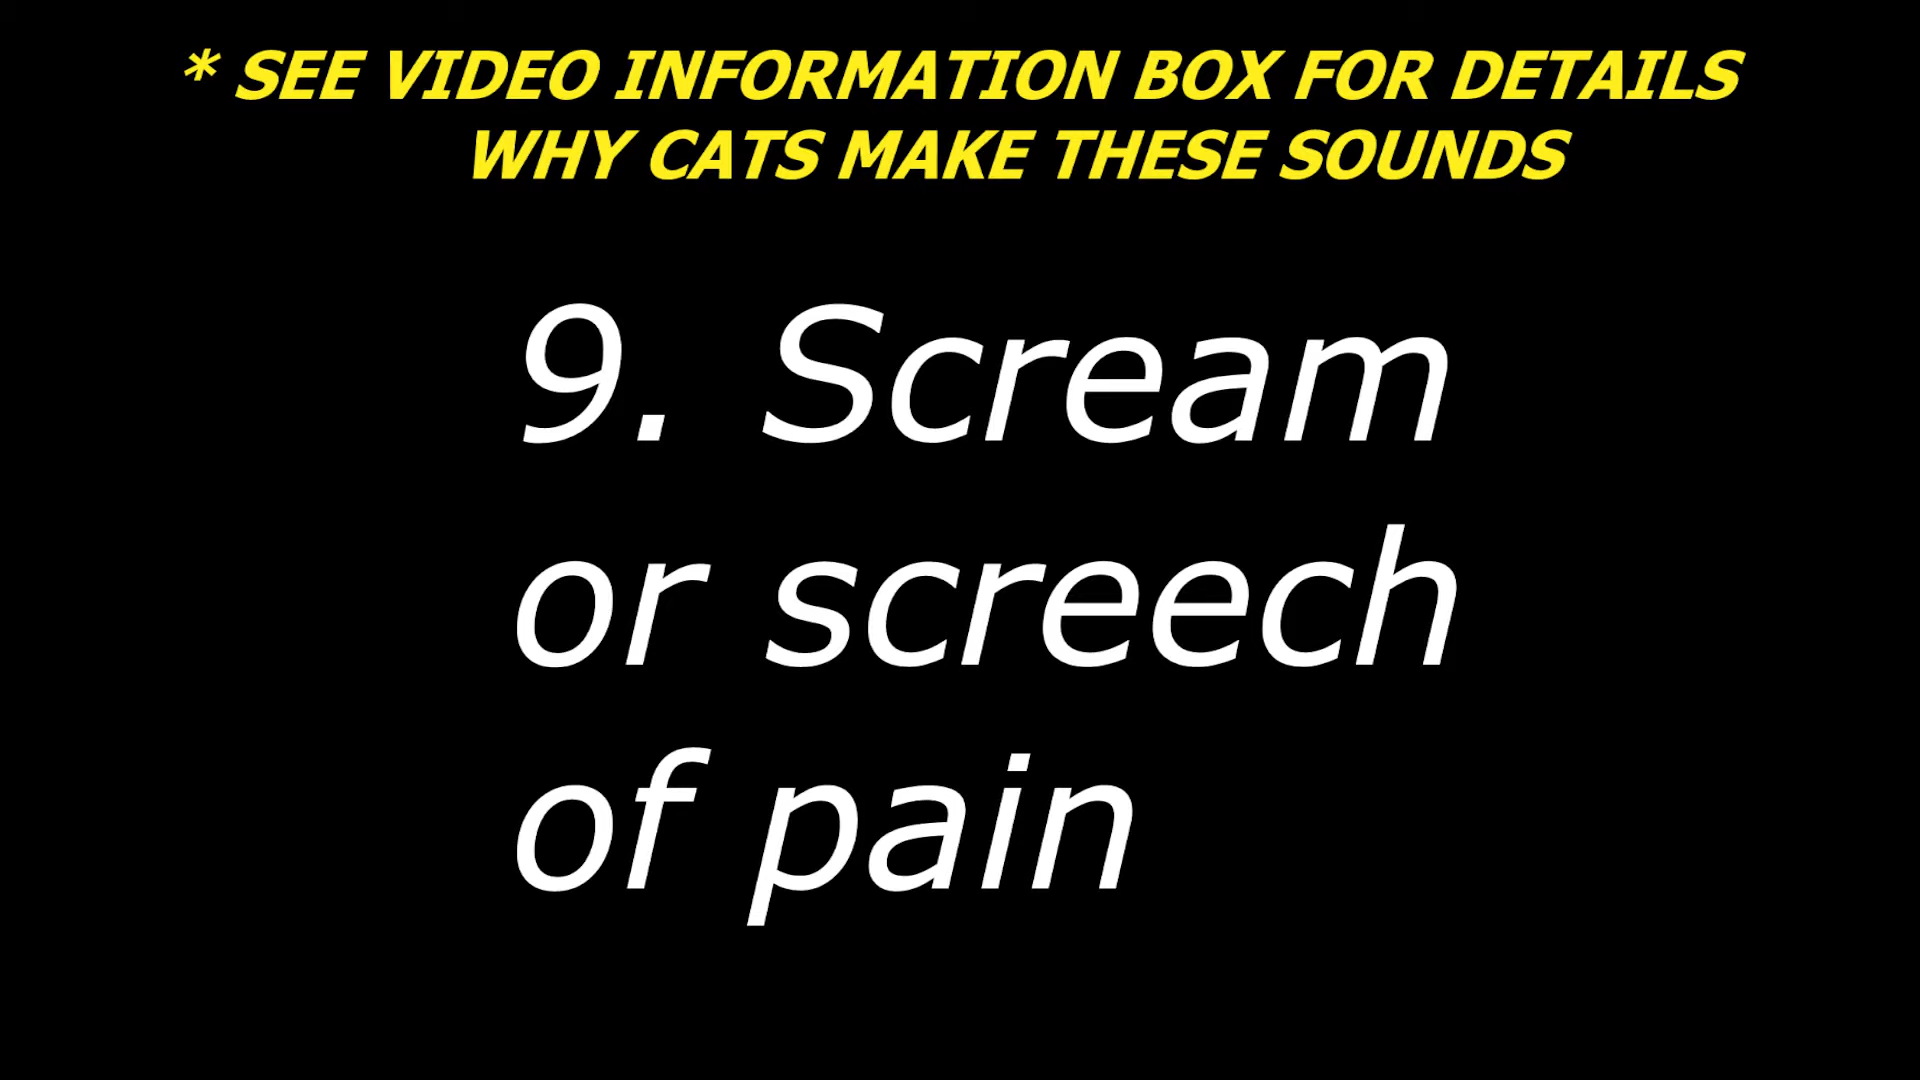 * SEE VIDEO INFORMATION BOX FOR DETAILS
WHY CATS MAKE THESE SOUNDS
9. Scream
or screech
of pain